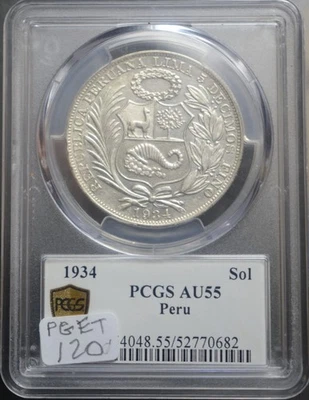 REPUBLICA PERUANA LIMA 5 DECIMOS FINO
1934
1934 Sol
PCGS AU55
Peru
PCGS
4048.55/52770682
PGET
120